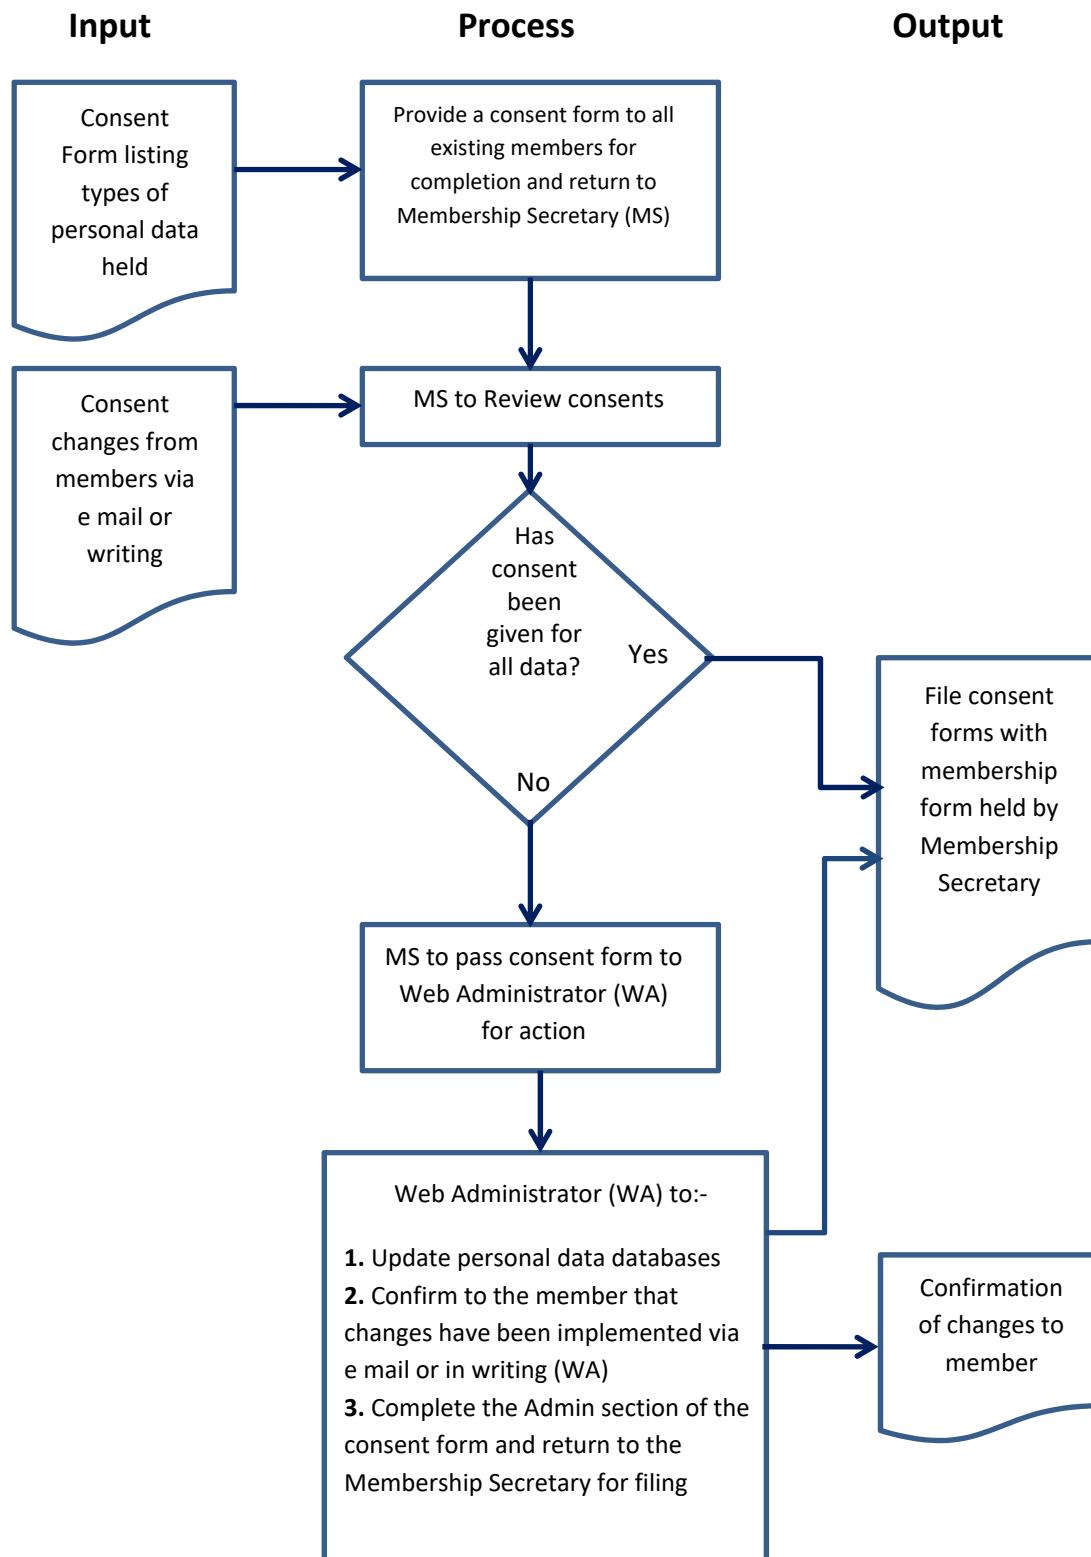 Input
Process
Output
Consent
Form listing
types of
personal data
held
Provide a consent form to all
existing members for
completion and return to
Membership Secretary (MS)
Consent
changes from
members via
e mail or
writing
MS to Review consents
Has
consent
been
given for
all data?
Yes
No
File consent
forms with
membership
form held by
Membership
Secretary
MS to pass consent form to
Web Administrator (WA)
for action
Web Administrator (WA) to:-
1. Update personal data databases
2. Confirm to the member that
changes have been implemented via
e mail or in writing (WA)
3. Complete the Admin section of the
consent form and return to the
Membership Secretary for filing
Confirmation
of changes to
member